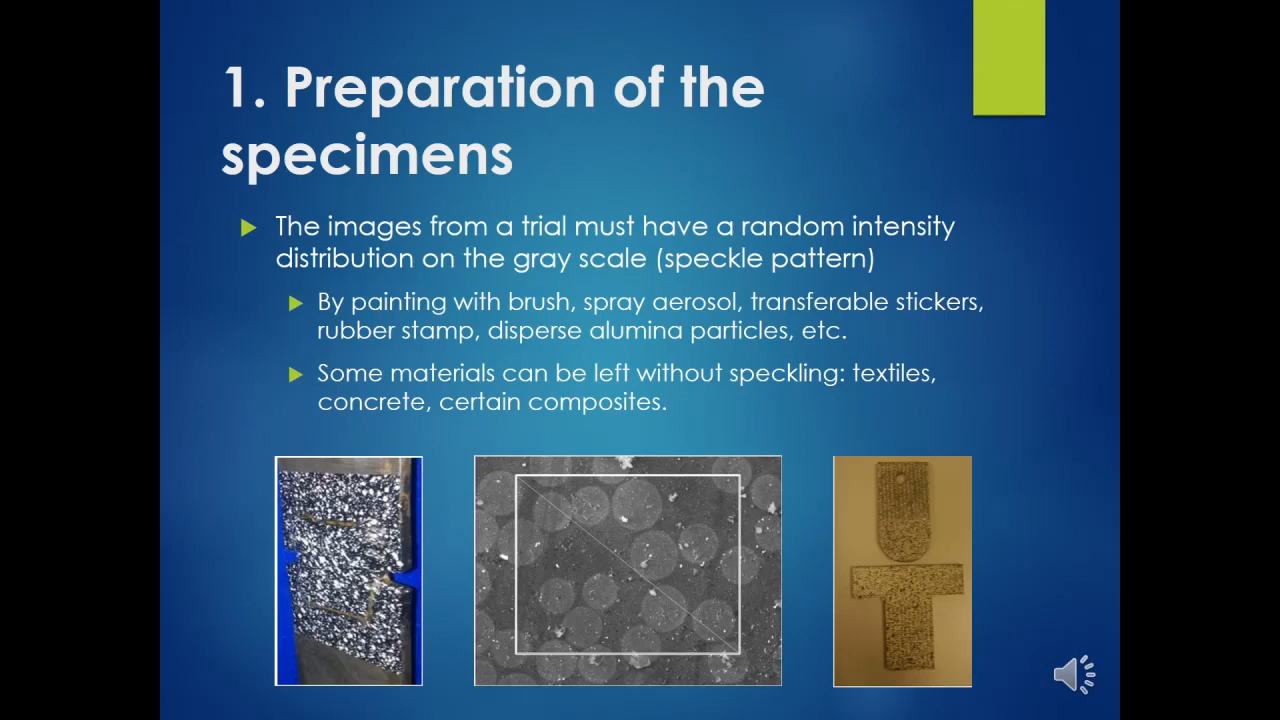 1. Preparation of the
specimens
The images from a trial must have a random intensity
distribution on the gray scale (speckle pattern)
By painting with brush, spray aerosol, transferable stickers,
rubber stamp, disperse alumina particles, etc.
Some materials can be left without speckling: textiles,
concrete, certain composites.